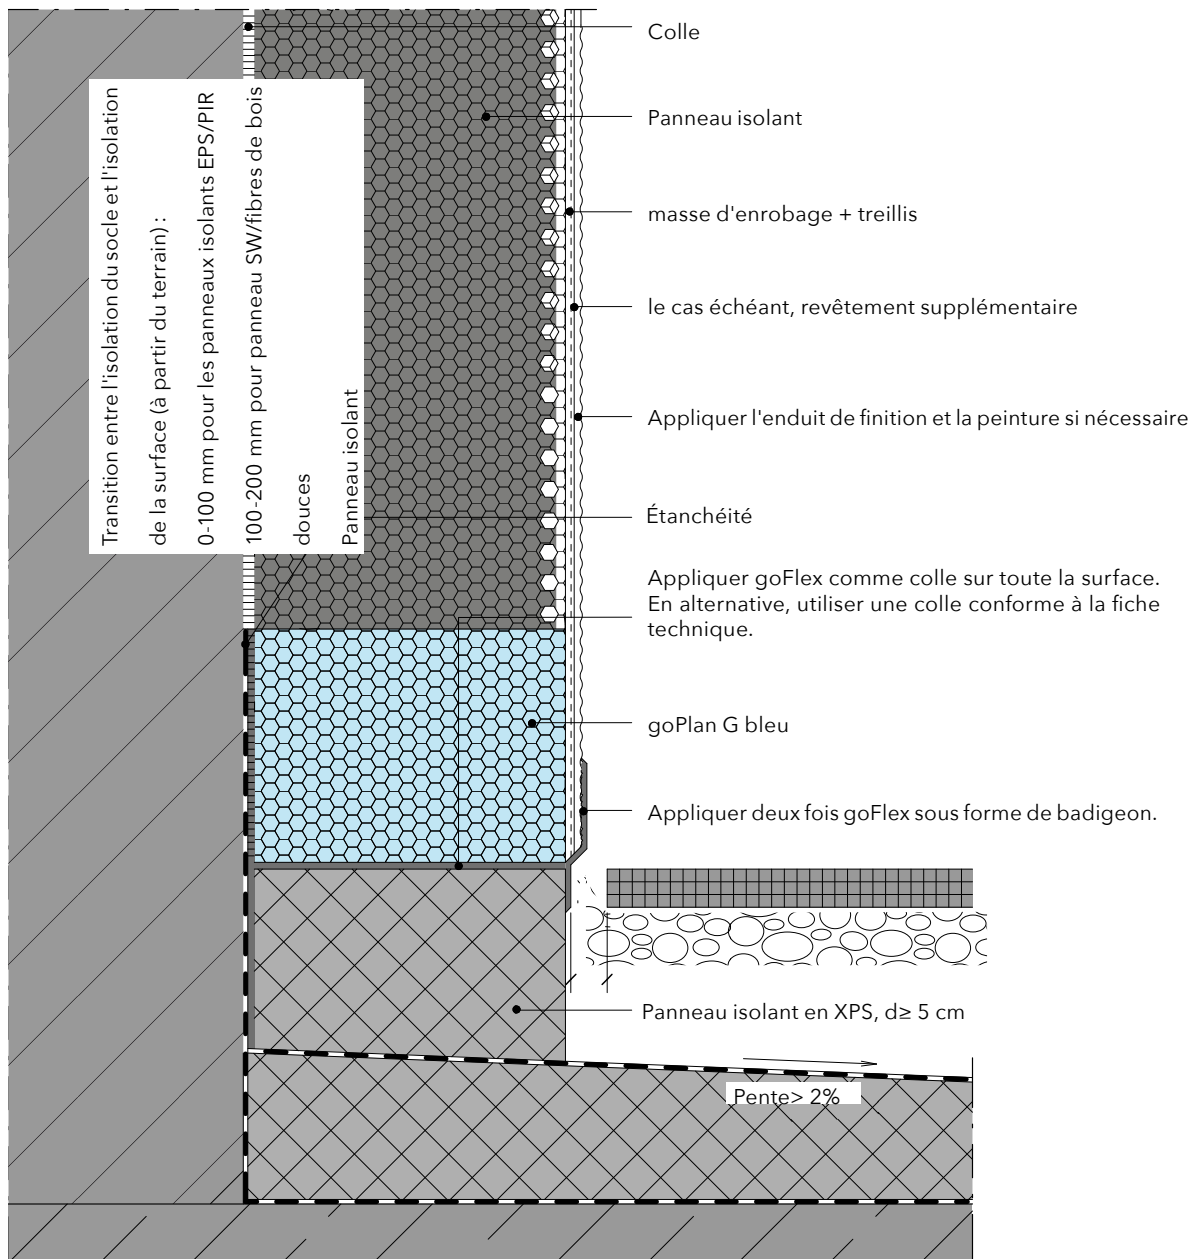 Colle
Panneau isolant
masse d'enrobage + treillis
le cas échéant, revêtement supplémentaire
Appliquer l'enduit de finition et la peinture si nécessaire
Étanchéité
Appliquer goFlex comme colle sur toute la surface.
En alternative, utiliser une colle conforme à la fiche
technique.
goPlan G bleu
Appliquer deux fois goFlex sous forme de badigeon.
Panneau isolant en XPS, d≥ 5 cm
Pente> 2%
Transition entre l'isolation du socle et l'isolation
de la surface (à partir du terrain) :
0-100 mm pour les panneaux isolants EPS/PIR
100-200 mm pour panneau SW/fibres de bois
douces
Panneau isolant